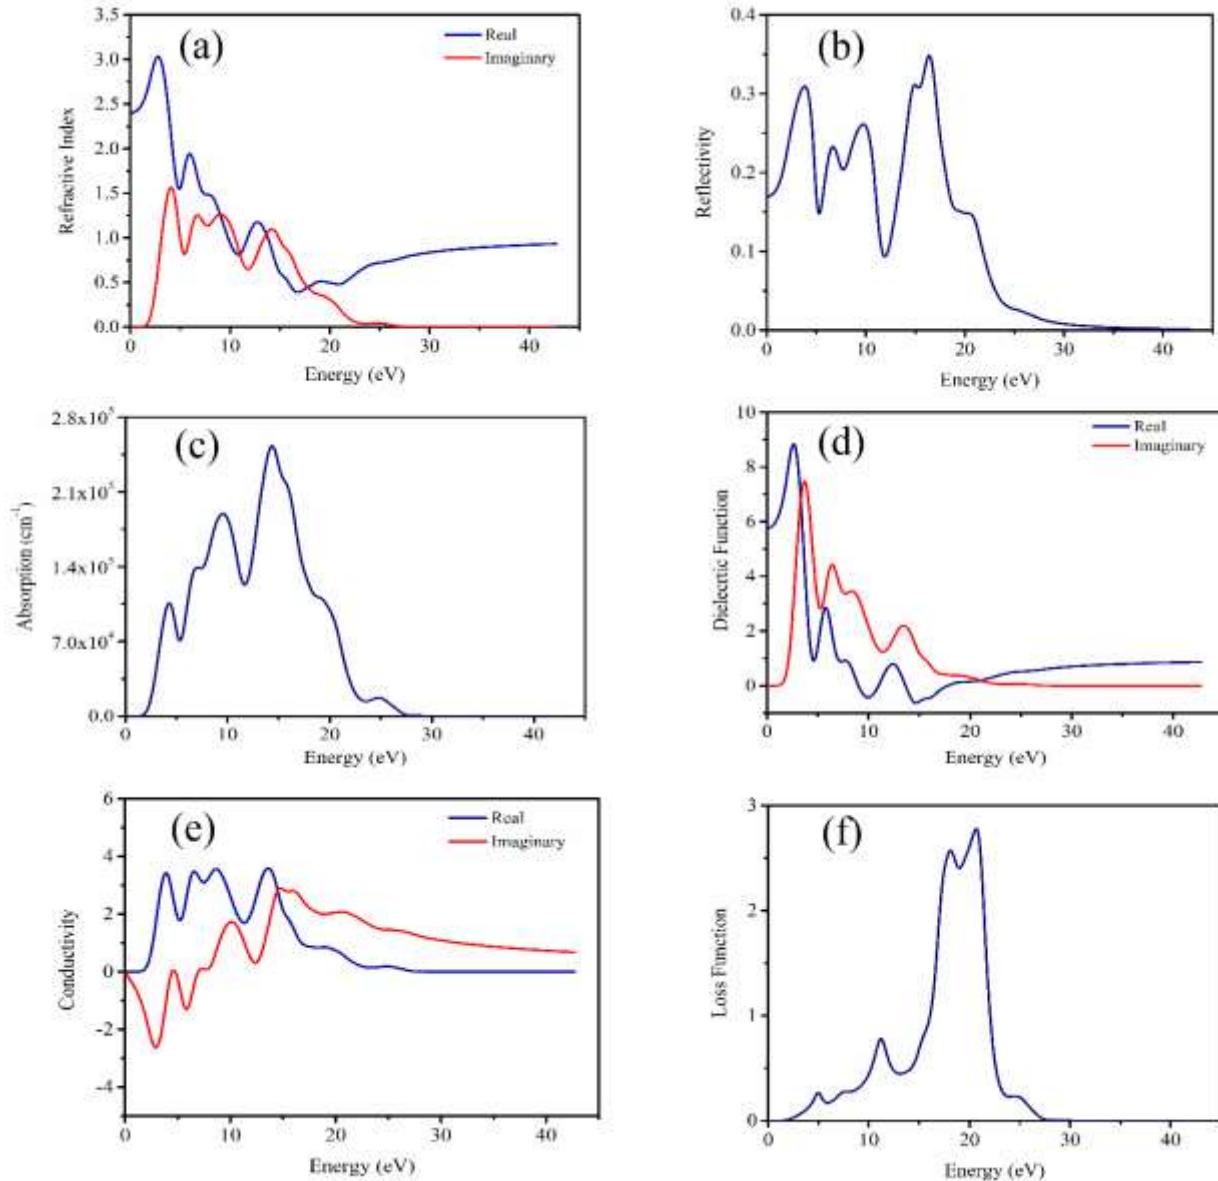 (a)
Real
Imaginary
3.5
3.0
2.5
2.0
1.5
1.0
0.5
0.0
0 10 20 30 40
Refractive Index
Energy (eV)
(b)
0.4
0.3
0.2
0.1
0.0
0 10 20 30 40
Reflectivity
Energy (eV)
(c)
2.8x10⁵
2.1x10⁵
1.4x10⁵
7.0x10⁴
0.0
0 10 20 30 40
Absorption (cm⁻¹)
Energy (eV)
(d)
Real
Imaginary
10
8
6
4
2
0
0 10 20 30 40
Dielecrtic Function
Energy (eV)
(e)
Real
Imaginary
6
4
2
0
-2
-4
0 10 20 30 40
Conductivity
Energy (eV)
(f)
3
2
1
0
0 10 20 30 40
Loss Function
Energy (eV)